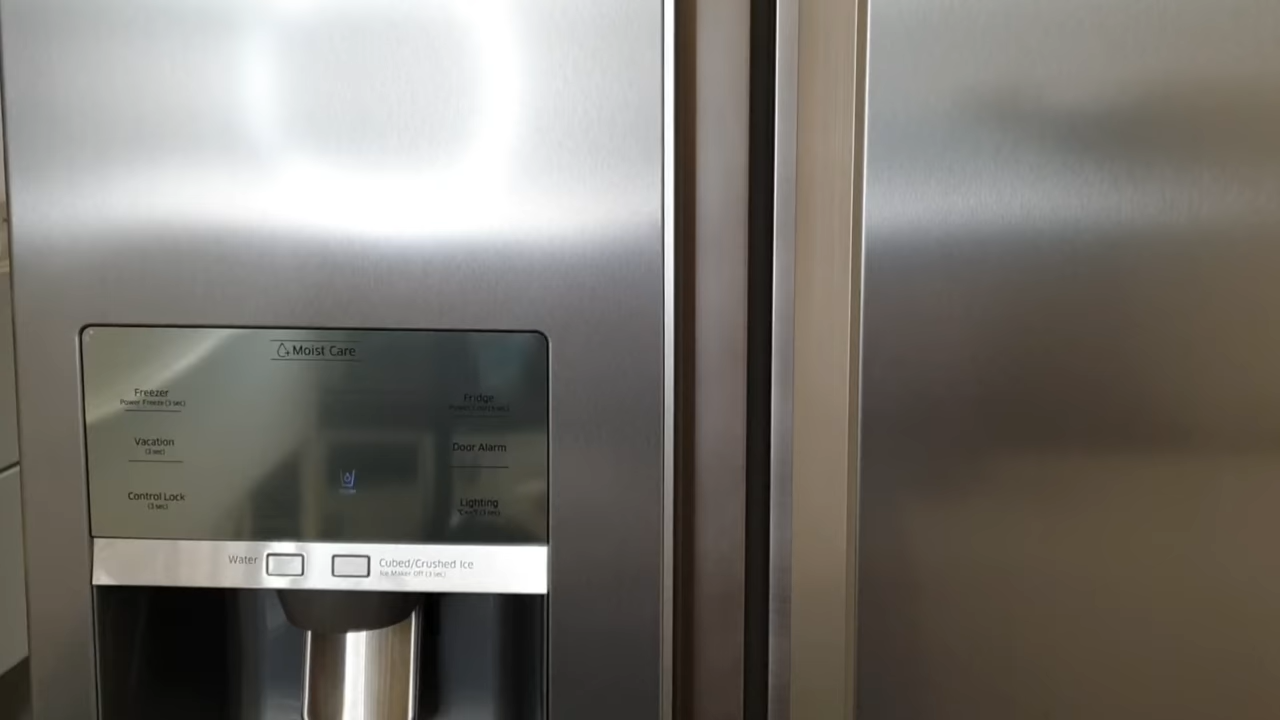 Moist Care
Freezer
Power Freeze (3 sec)
Fridge
Vacation
(3 sec)
Door Alarm
Control Lock
(3 sec)
Lighting
Water
Cubed/Crushed Ice
Ice Maker Off (3 sec)